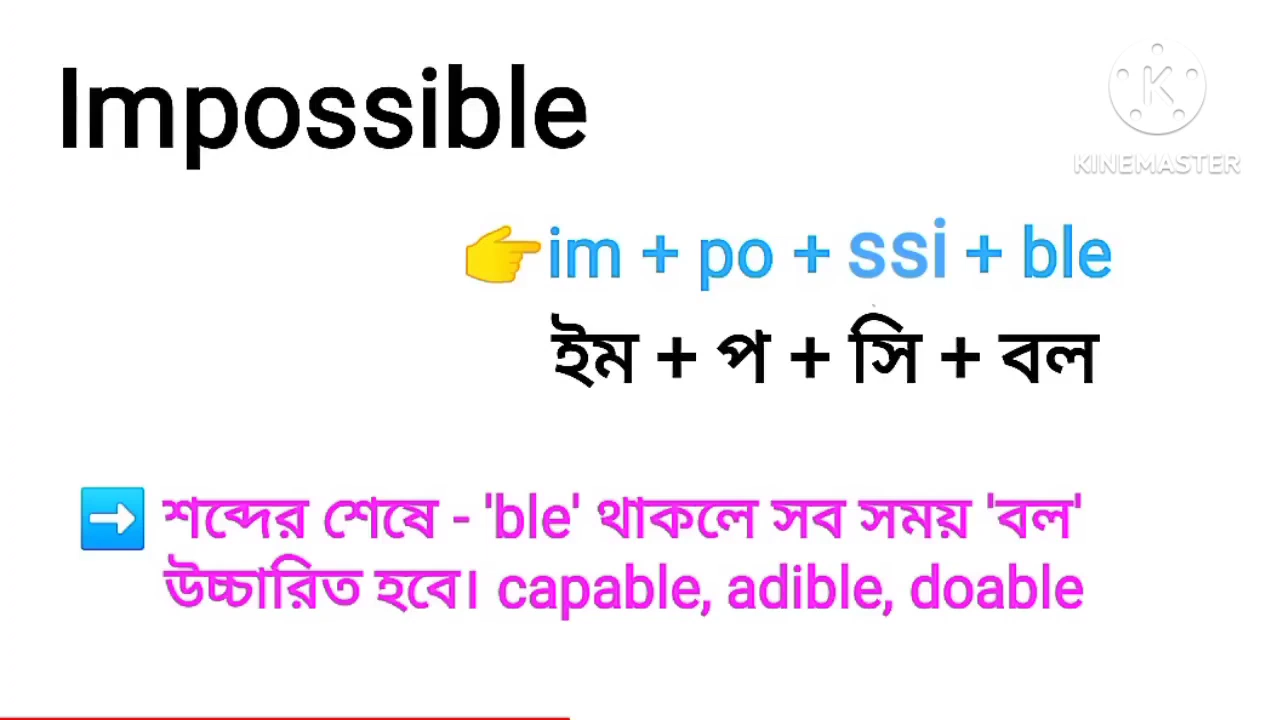 Impossible
KINEMASTER
👉im + po + ssi + ble
ইম + প + সি + বল
➡️ শব্দের শেষে - 'ble' থাকলে সব সময় 'বল'
উচ্চারিত হবে। capable, adible, doable